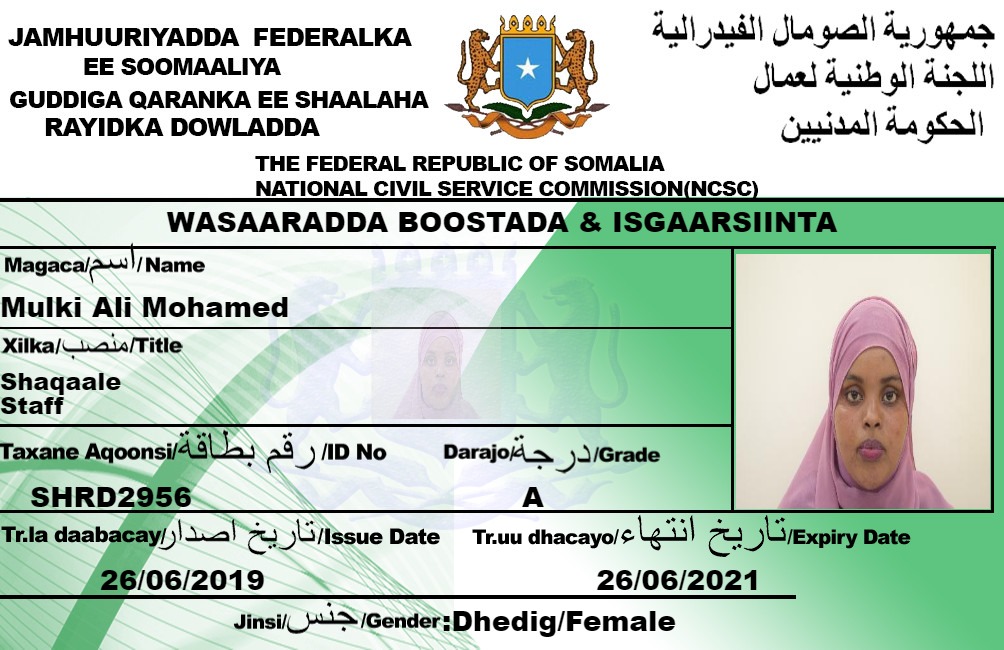 JAMHUURIYADDA FEDERALKA
EE SOOMAALIYA
GUDDIGA QARANKA EE SHAALAHA
RAYIDKA DOWLADDA
جمهورية الصومال الفيدرالية
اللجنة الوطنية لعمال
الحكومة المدنيين
THE FEDERAL REPUBLIC OF SOMALIA
NATIONAL CIVIL SERVICE COMMISSION(NCSC)
WASAARADDA BOOSTADA & ISGAARSIINTA
Magaca/اسم/Name
Mulki Ali Mohamed
Xilka/منصب/Title
Shaqaale
Staff
Taxane Aqoonsi/رقم بطاقة/ID No
SHRD2956
Darajo/درجة/Grade
A
Tr.la daabacay/تاريخ اصدار/Issue Date
26/06/2019
Tr.uu dhacayo/تاريخ انتهاء/Expiry Date
26/06/2021
Jinsi/جنس/Gender:Dhedig/Female